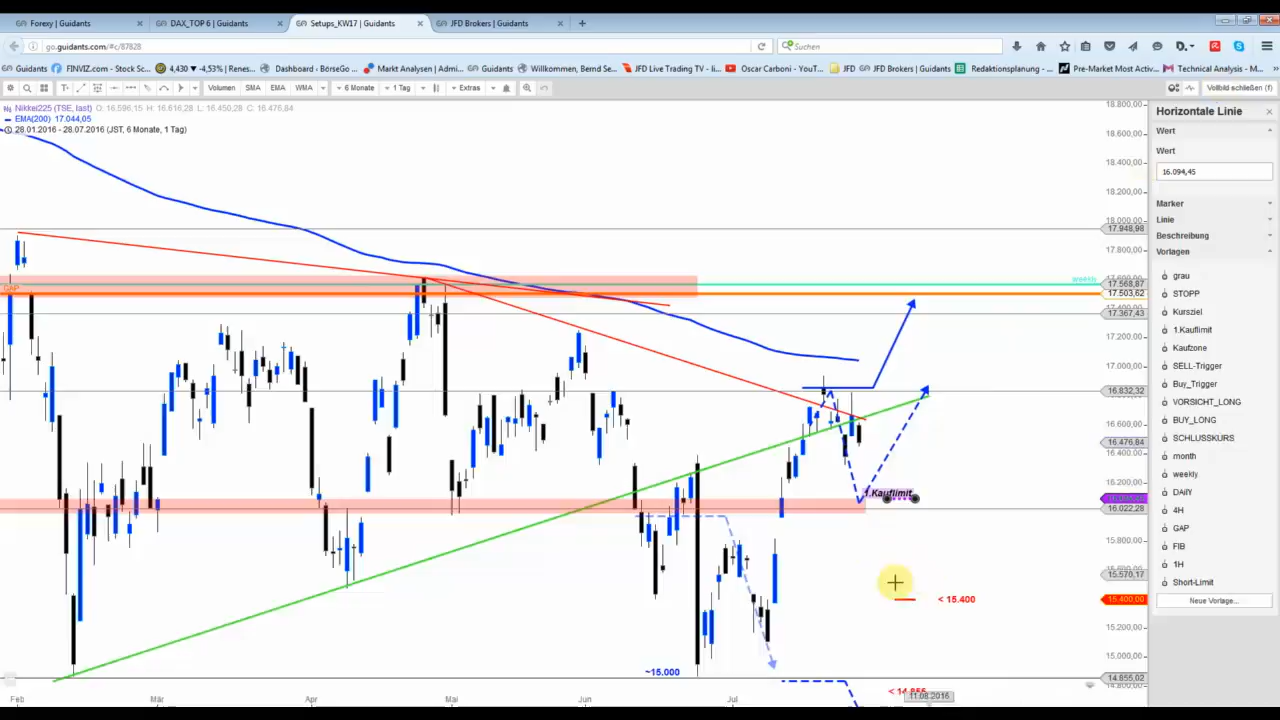 Forexy | Guidants × DAX_TOP 6 | Guidants × Setups_KW17 | Guidants × JFD Brokers | Guidants × +
go.guidants.com/#c/87828 Suchen
Guidants FINVIZ.com - Stock Sc... 4,430 ▾ -4,53% | Renes... Dashboard ‹ BörseGo ... Markt Analysen | Admi... Guidants Willkommen, Bernd Se... JFD Live Trading TV - li... Oscar Carboni - YouT... JFD JFD Brokers | Guidants Redaktionsplanung - ... Pre-Market Most Activ... Technical Analysis - M...
Volumen SMA EMA WMA 6 Monate 1 Tag Extras Vollbild schließen (f)
Nikkei225 (TSE, last) O: 16.596,15 H: 16.616,28 L: 16.450,28 C: 16.476,84
EMA(200) 17.044,05
28.01.2016 - 28.07.2016 (JST, 6 Monate, 1 Tag)
18.800,00
18.600,00
18.400,00
18.200,00
18.000,00
17.948,98
17.800,00
weekly
17.568,87
GAP
17.503,62
17.367,43
17.200,00
17.000,00
16.832,32
16.600,00
16.476,84
16.400,00
16.200,00
1.Kauflimit
16.022,28
15.800,00
15.570,17
< 15.400
15.400,00
15.200,00
15.000,00
~15.000
14.855,02
< 14.855
Feb Mär Apr Mai Jun Jul 11.08.2016
Horizontale Linie ×
Wert
Wert
16.094,45
Marker
Linie
Beschreibung
Vorlagen
grau
STOPP
Kursziel
1.Kauflimit
Kaufzone
SELL-Trigger
Buy_Trigger
VORSICHT_LONG
BUY_LONG
SCHLUSSKURS
month
weekly
DAilY
4H
GAP
FIB
1H
Short-Limit
Neue Vorlage...